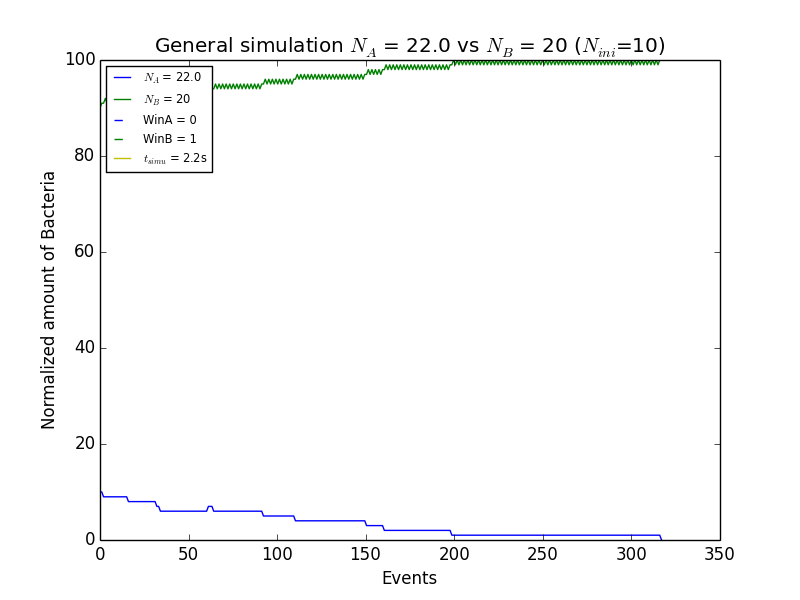 General simulation N_A = 22.0 vs N_B = 20 (N_ini=10)
100
80
60
40
20
0
Normalized amount of Bacteria
N_A = 22.0
N_B = 20
WinA = 0
WinB = 1
t_simu = 2.2s
0 50 100 150 200 250 300 350
Events